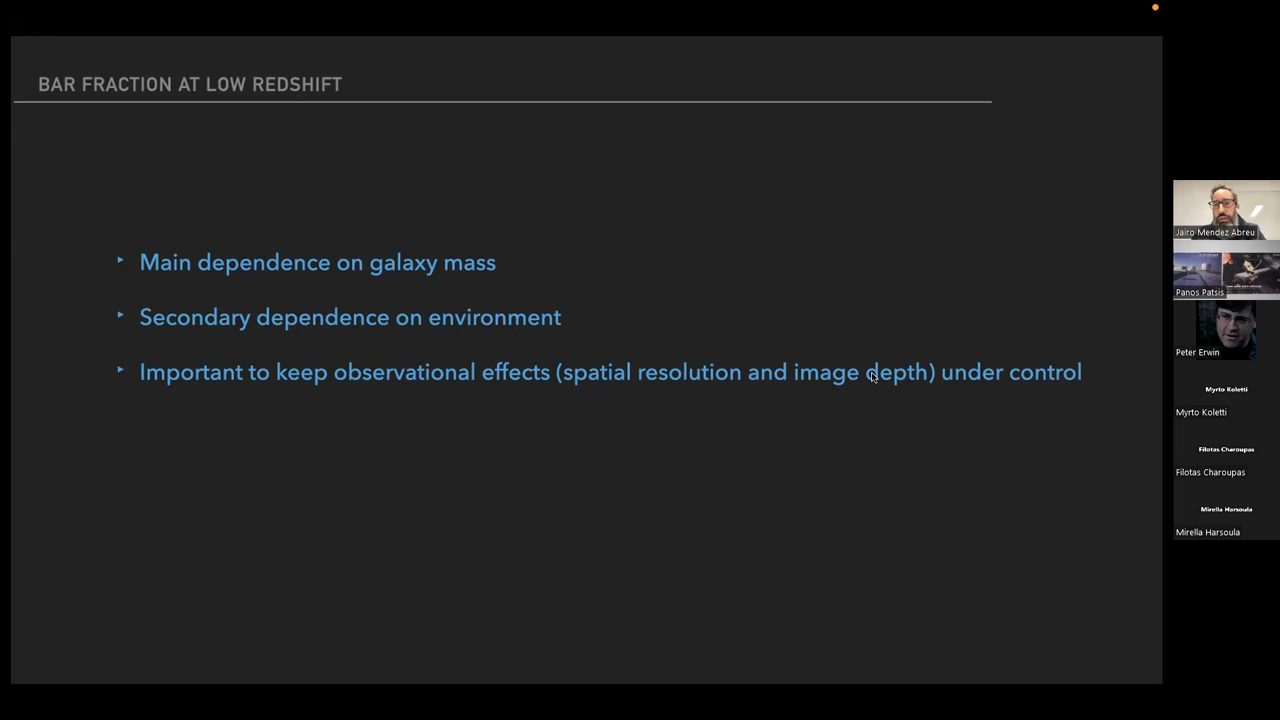 BAR FRACTION AT LOW REDSHIFT
‣ Main dependence on galaxy mass
‣ Secondary dependence on environment
‣ Important to keep observational effects (spatial resolution and image depth) under control
Jairo Mendez Abreu
Panos Patsis
Peter Erwin
Myrto Koletti
Myrto Koletti
Filotas Charoupas
Filotas Charoupas
Mirella Harsoula
Mirella Harsoula